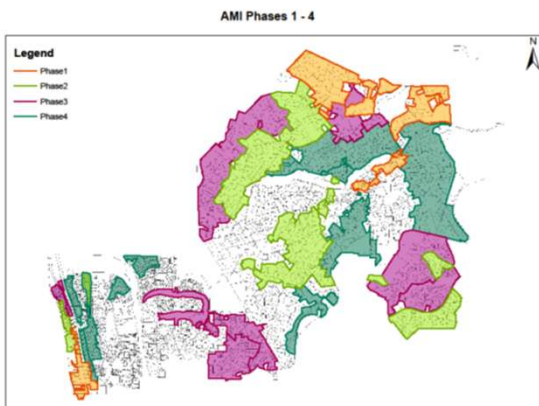 AMI Phases 1 - 4
N
Legend
Phase1
Phase2
Phase3
Phase4